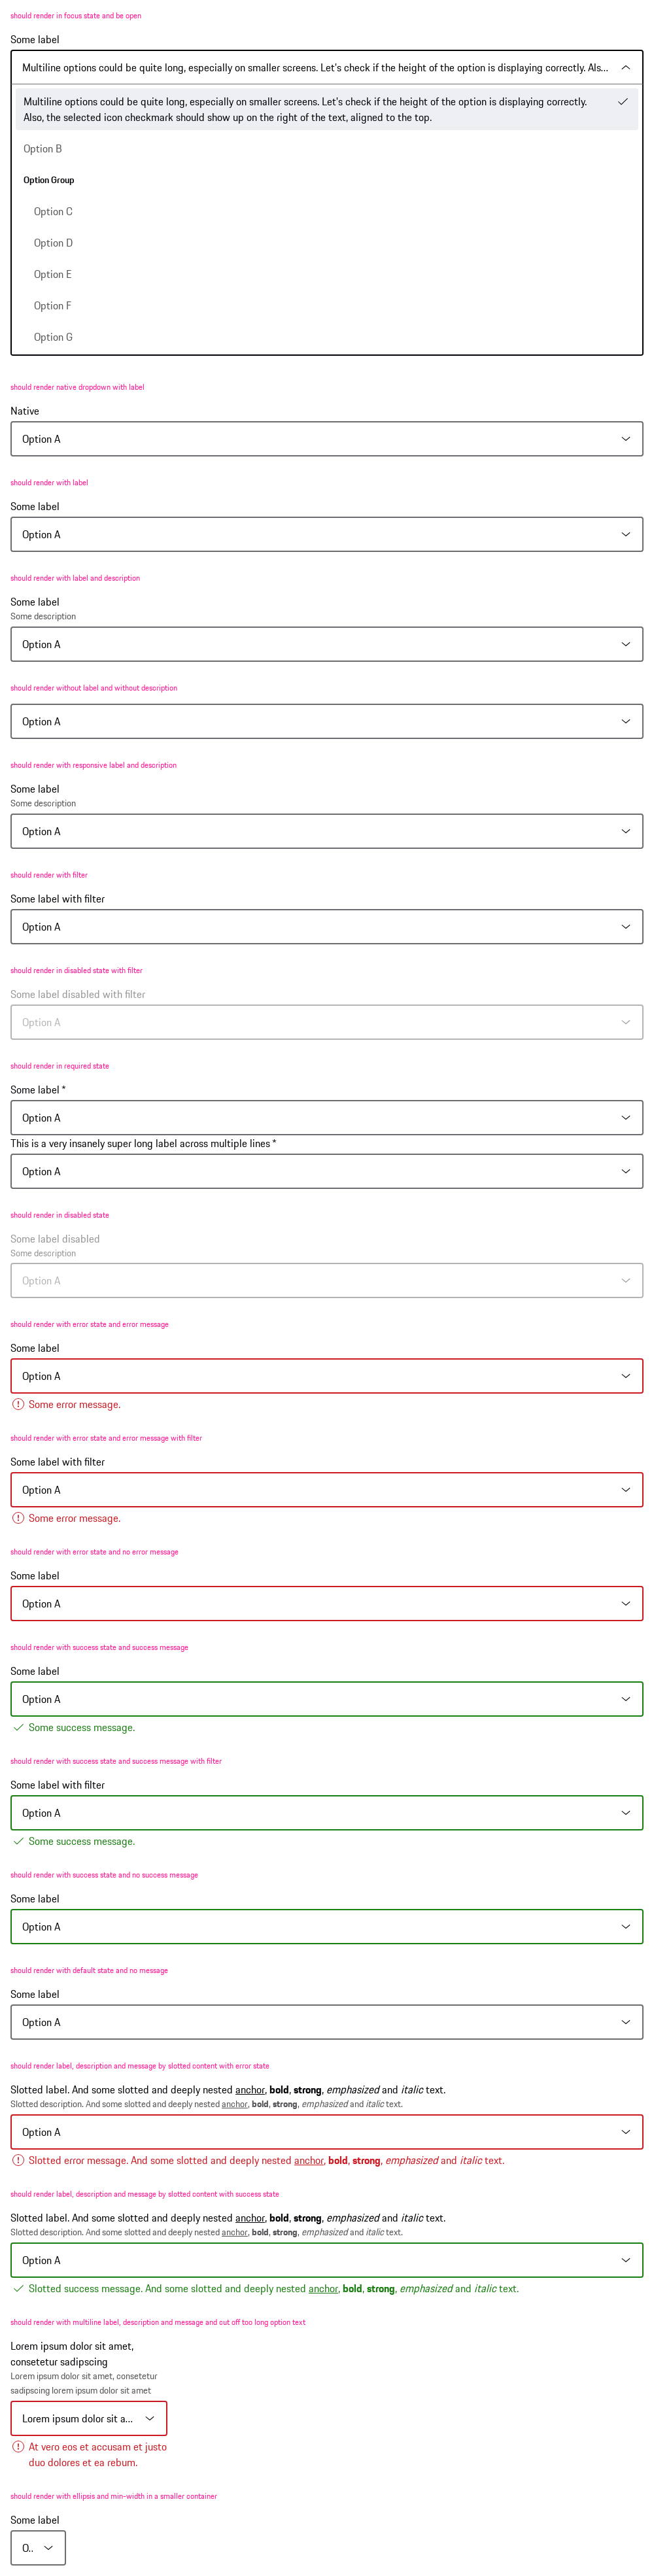 should render in focus state and be open
Some label
Multiline options could be quite long, especially on smaller screens. Let's check if the height of the option is displaying correctly. Als...
Multiline options could be quite long, especially on smaller screens. Let's check if the height of the option is displaying correctly.
Also, the selected icon checkmark should show up on the right of the text, aligned to the top.
Option B
Option Group
Option C
Option D
Option E
Option F
Option G
should render native dropdown with label
Native
Option A
should render with label
Some label
Option A
should render with label and description
Some label
Some description
Option A
should render without label and without description
Option A
should render with responsive label and description
Some label
Some description
Option A
should render with filter
Some label with filter
Option A
should render in disabled state with filter
Some label disabled with filter
Option A
should render in required state
Some label *
Option A
This is a very insanely super long label across multiple lines *
Option A
should render in disabled state
Some label disabled
Some description
Option A
should render with error state and error message
Some label
Option A
Some error message.
should render with error state and error message with filter
Some label with filter
Option A
Some error message.
should render with error state and no error message
Some label
Option A
should render with success state and success message
Some label
Option A
Some success message.
should render with success state and success message with filter
Some label with filter
Option A
Some success message.
should render with success state and no success message
Some label
Option A
should render with default state and no message
Some label
Option A
should render label, description and message by slotted content with error state
Slotted label. And some slotted and deeply nested anchor, bold, strong, emphasized and italic text.
Slotted description. And some slotted and deeply nested anchor, bold, strong, emphasized and italic text.
Option A
Slotted error message. And some slotted and deeply nested anchor, bold, strong, emphasized and italic text.
should render label, description and message by slotted content with success state
Slotted label. And some slotted and deeply nested anchor, bold, strong, emphasized and italic text.
Slotted description. And some slotted and deeply nested anchor, bold, strong, emphasized and italic text.
Option A
Slotted success message. And some slotted and deeply nested anchor, bold, strong, emphasized and italic text.
should render with multiline label, description and message and cut off too long option text
Lorem ipsum dolor sit amet,
consetetur sadipscing
Lorem ipsum dolor sit amet, consetetur
sadipscing lorem ipsum dolor sit amet
Lorem ipsum dolor sit a...
At vero eos et accusam et justo
duo dolores et ea rebum.
should render with ellipsis and min-width in a smaller container
Some label
O..